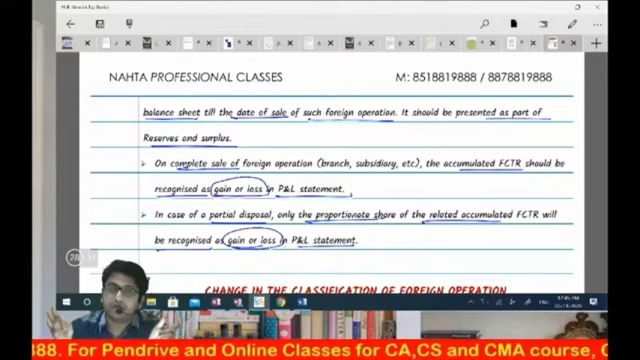 NAHTA PROFESSIONAL CLASSES
M: 8518819888 / 8878819888
balance sheet till the date of sale of such foreign operation. It should be presented as part of
Reserves and surplus.
On complete sale of foreign operation (branch, subsidiary, etc), the accumulated FCTR should be
recognised as gain or loss in P&L statement.
In case of a partial disposal, only the proportionate share of the related accumulated FCTR will
be recognised as gain or loss in P&L statement.
CHANGE IN THE CLASSIFICATION OF FOREIGN OPERATION
ENG
388. For Pendrive and Online Classes for CA,CS and CMA course, C